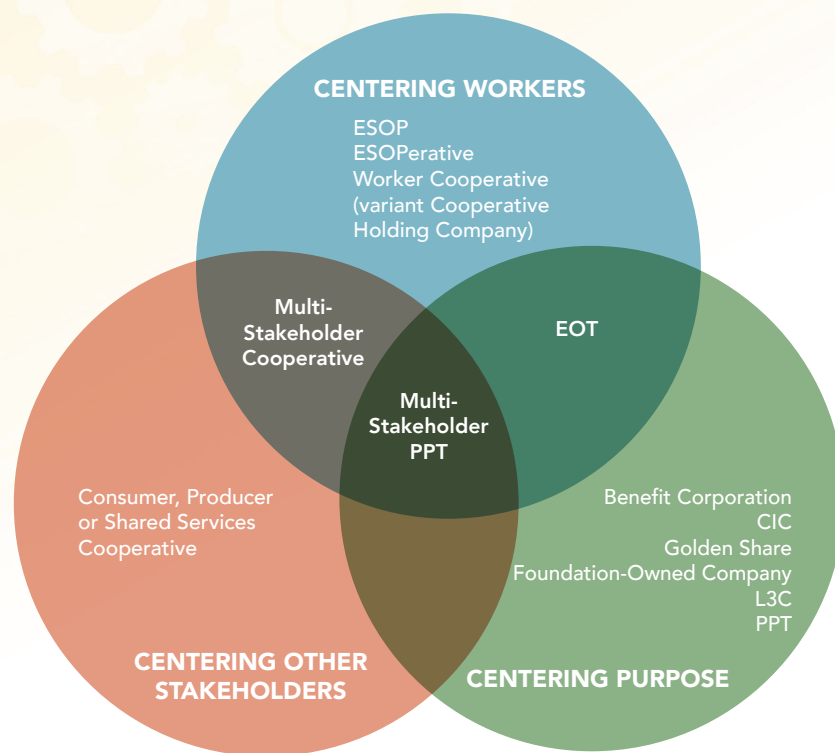 CENTERING WORKERS
ESOP
ESOPerative
Worker Cooperative
(variant Cooperative
Holding Company)
Multi-
Stakeholder
Cooperative
EOT
Multi-
Stakeholder
PPT
Consumer, Producer
or Shared Services
Cooperative
Benefit Corporation
CIC
Golden Share
Foundation-Owned Company
L3C
PPT
CENTERING OTHER
STAKEHOLDERS
CENTERING PURPOSE